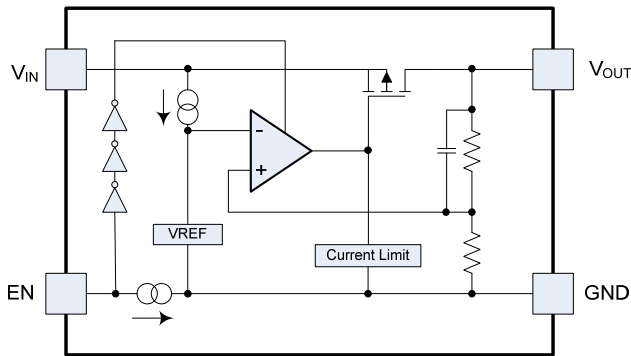 VIN
VOUT
-
+
VREF
Current Limit
EN
GND